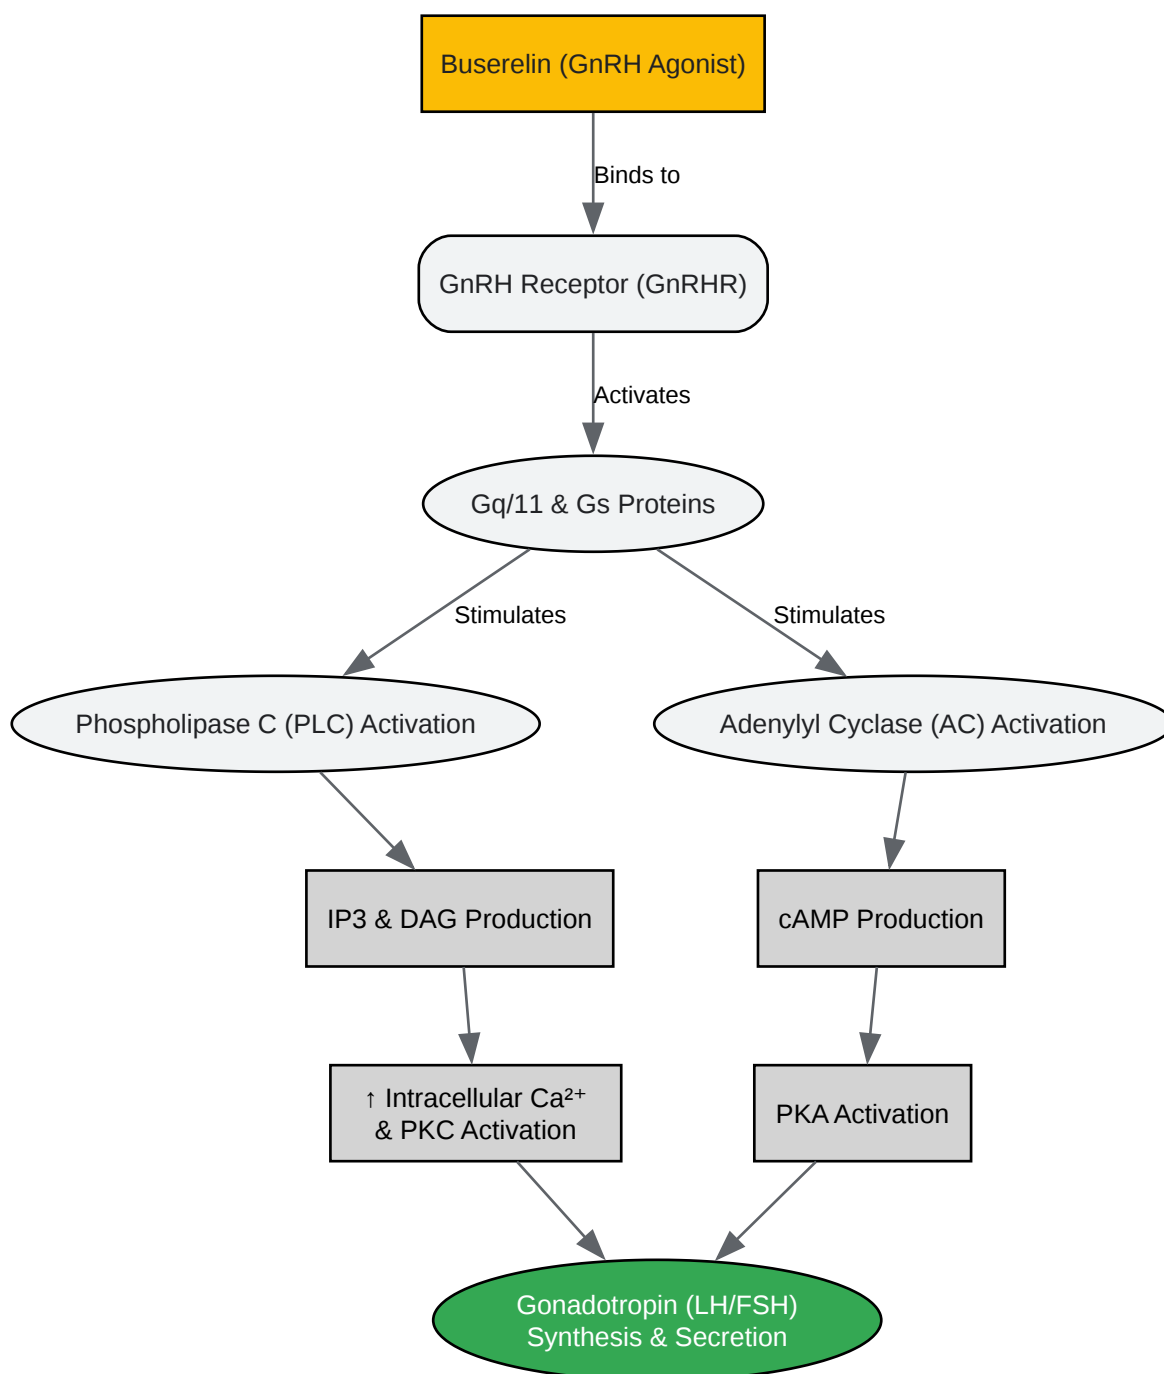 Buserelin (GnRH Agonist)
Binds to
GnRH Receptor (GnRHR)
Activates
Gq/11 & Gs Proteins
Stimulates
Stimulates
Phospholipase C (PLC) Activation
Adenylyl Cyclase (AC) Activation
IP3 & DAG Production
cAMP Production
↑ Intracellular Ca²⁺
& PKC Activation
PKA Activation
Gonadotropin (LH/FSH)
Synthesis & Secretion